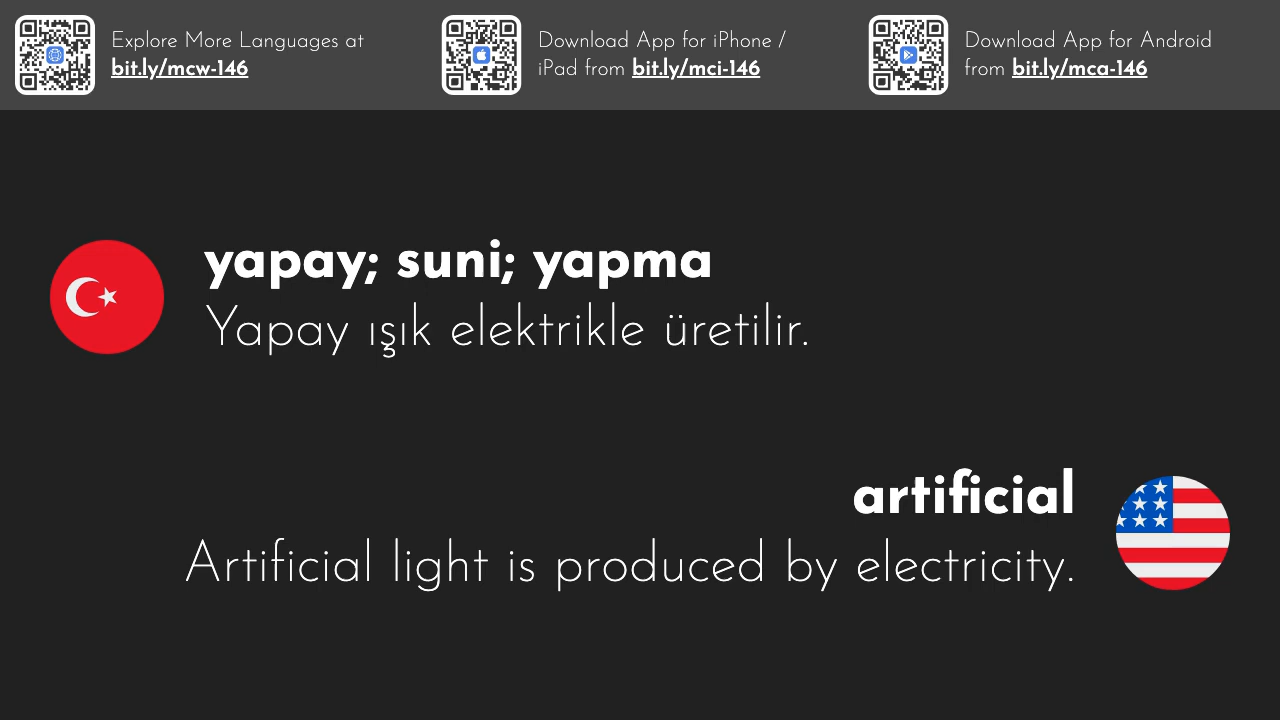 Explore More Languages at
bit.ly/mcw-146
Download App for iPhone /
iPad from bit.ly/mci-146
Download App for Android
from bit.ly/mca-146
yapay; suni; yapma
Yapay ışık elektrikle üretilir.
artificial
Artificial light is produced by electricity.